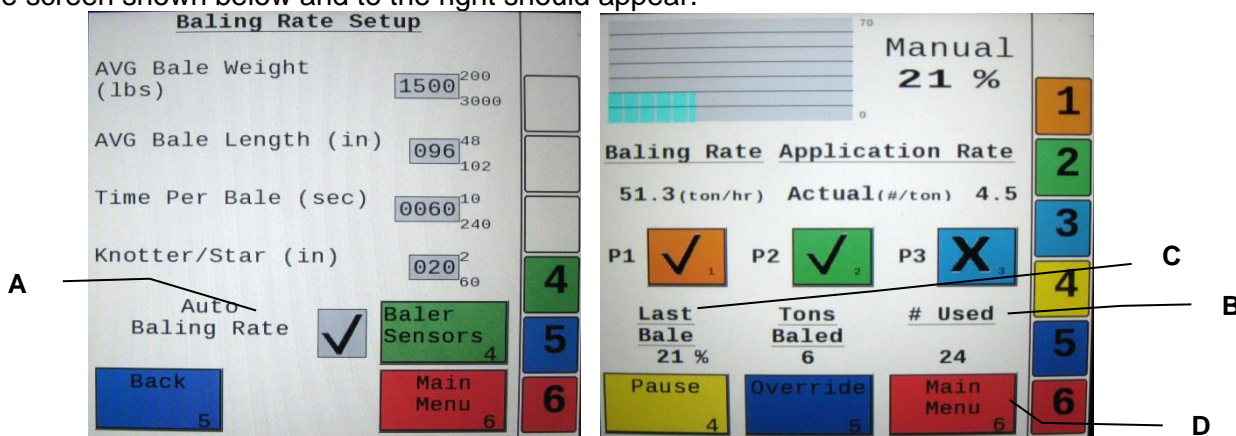 e screen shown below and to the right should appear.
Baling Rate Setup
AVG Bale Weight
(lbs)
1500
200
3000
AVG Bale Length (in)
096
48
102
Time Per Bale (sec)
0060
10
240
Knotter/Star (in)
020
2
60
A
Auto
Baling Rate
Baler
Sensors
4
Back
5
Main
Menu
6
4
5
6
70
Manual
21 %
0
Baling Rate Application Rate
51.3 (ton/hr) Actual (#/ton) 4.5
P1
1
P2
2
P3
X
3
C
B
Last
Bale
21 %
Tons
Baled
6
# Used
24
Pause
4
Override
5
Main
Menu
6
D
1
2
3
4
5
6